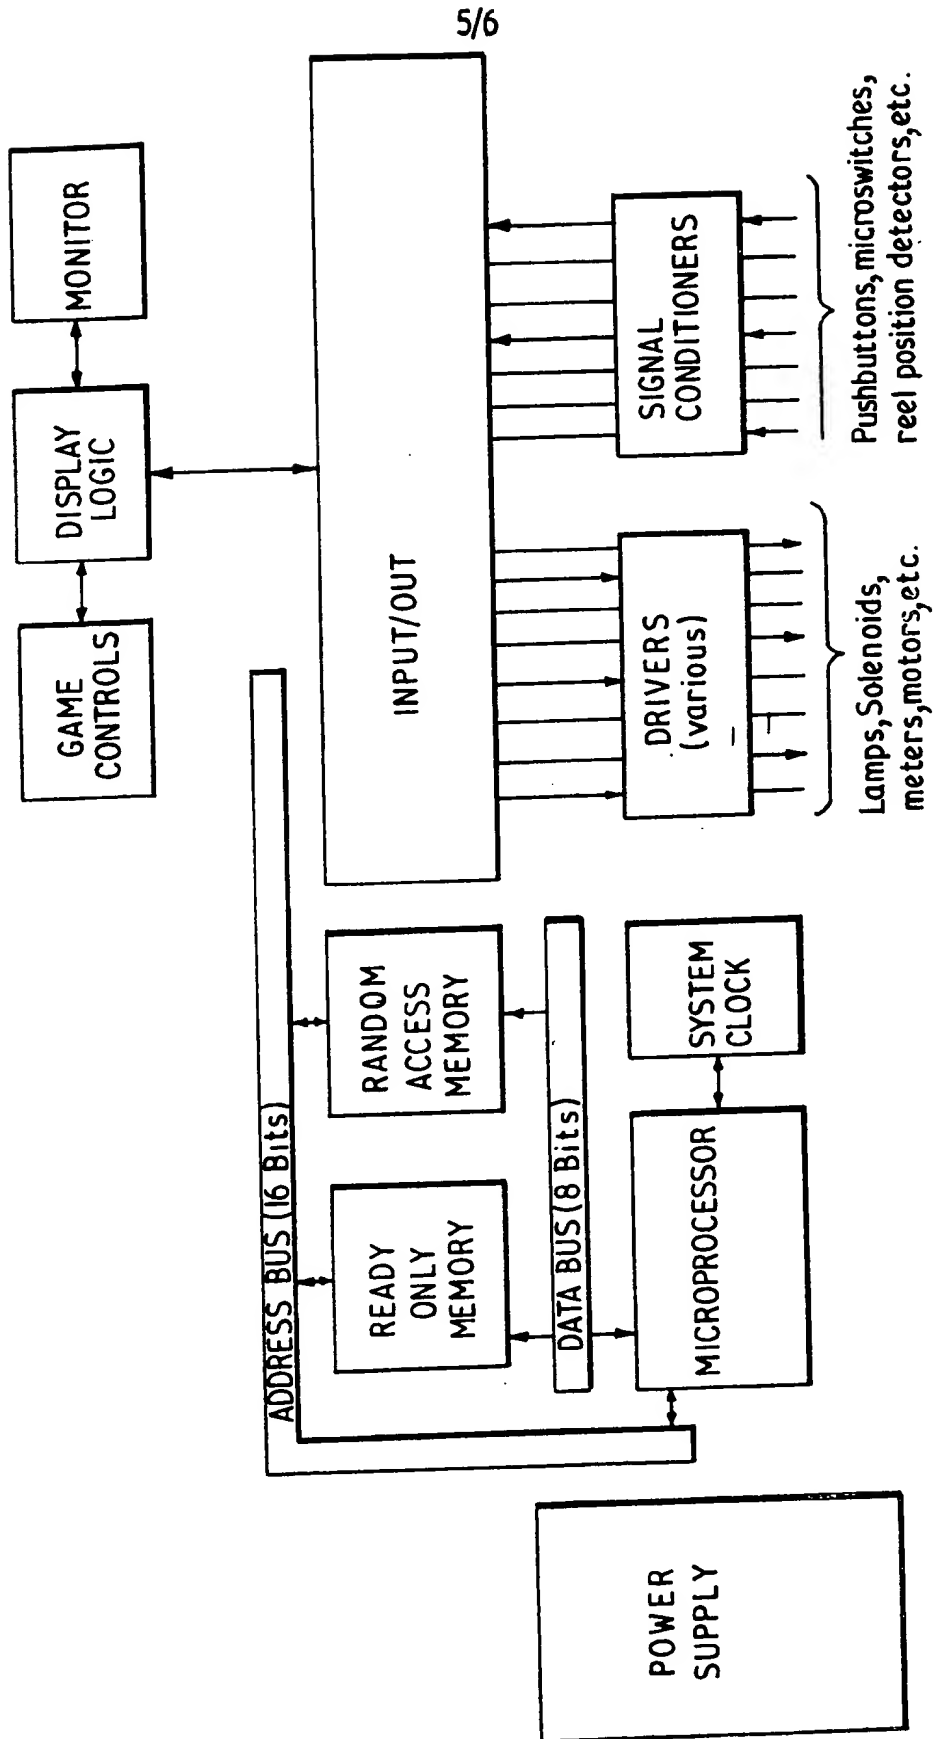 5/6
GAME
CONTROLS
DISPLAY
LOGIC
MONITOR
ADDRESS BUS (16 Bits)
READY
ONLY
MEMORY
RANDOM
ACCESS
MEMORY
INPUT/OUT
DATA BUS (8 Bits)
POWER
SUPPLY
MICROPROCESSOR
SYSTEM
CLOCK
DRIVERS
(various)
SIGNAL
CONDITIONERS
Lamps, Solenoids,
meters, motors, etc.
Pushbuttons, microswitches,
reel position detectors, etc.